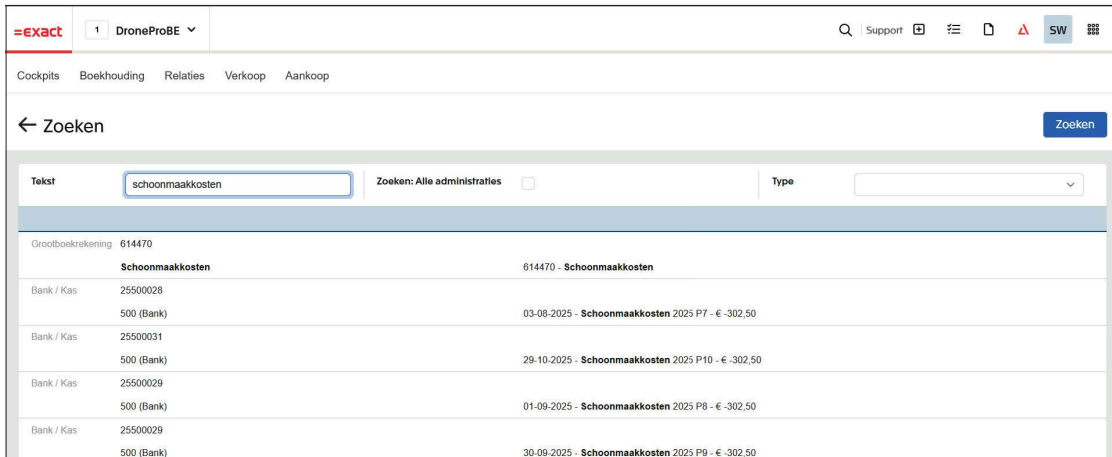 =exact 1 DroneProBE Support SW
Cockpits Boekhouding Relaties Verkoop Aankoop
← Zoeken Zoeken
Tekst schoonmaakkosten Zoeken: Alle administraties Type
Grootboekrekening 614470
Schoonmaakkosten 614470 - Schoonmaakkosten
Bank / Kas 25500028
500 (Bank) 03-08-2025 - Schoonmaakkosten 2025 P7 - € -302,50
Bank / Kas 25500031
500 (Bank) 29-10-2025 - Schoonmaakkosten 2025 P10 - € -302,50
Bank / Kas 25500029
500 (Bank) 01-09-2025 - Schoonmaakkosten 2025 P8 - € -302,50
Bank / Kas 25500029
500 (Bank) 30-09-2025 - Schoonmaakkosten 2025 P9 - € -302,50